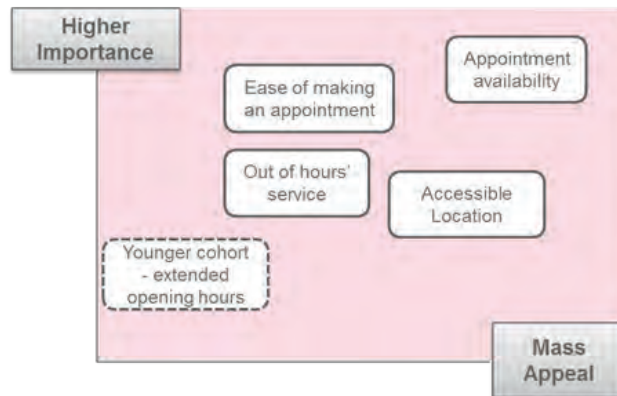 Higher
Importance
Appointment
availability
Ease of making
an appointment
Out of hours'
service
Accessible
Location
Younger cohort
- extended
opening hours
Mass
Appeal